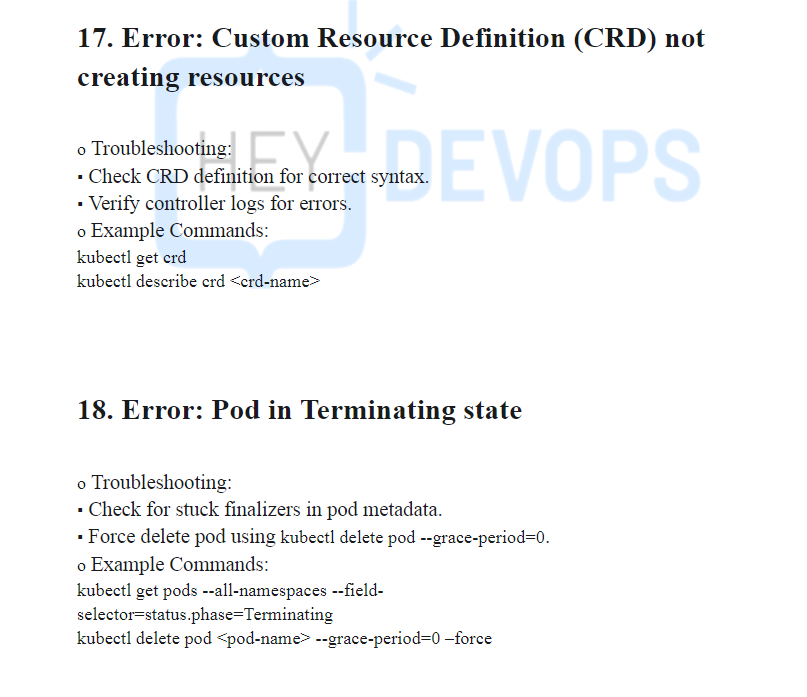 17. Error: Custom Resource Definition (CRD) not
creating resources
HEY DEVOPS
o Troubleshooting:
▪ Check CRD definition for correct syntax.
▪ Verify controller logs for errors.
o Example Commands:
kubectl get crd
kubectl describe crd <crd-name>
18. Error: Pod in Terminating state
o Troubleshooting:
▪ Check for stuck finalizers in pod metadata.
▪ Force delete pod using kubectl delete pod --grace-period=0.
o Example Commands:
kubectl get pods --all-namespaces --field-
selector=status.phase=Terminating
kubectl delete pod <pod-name> --grace-period=0 –force